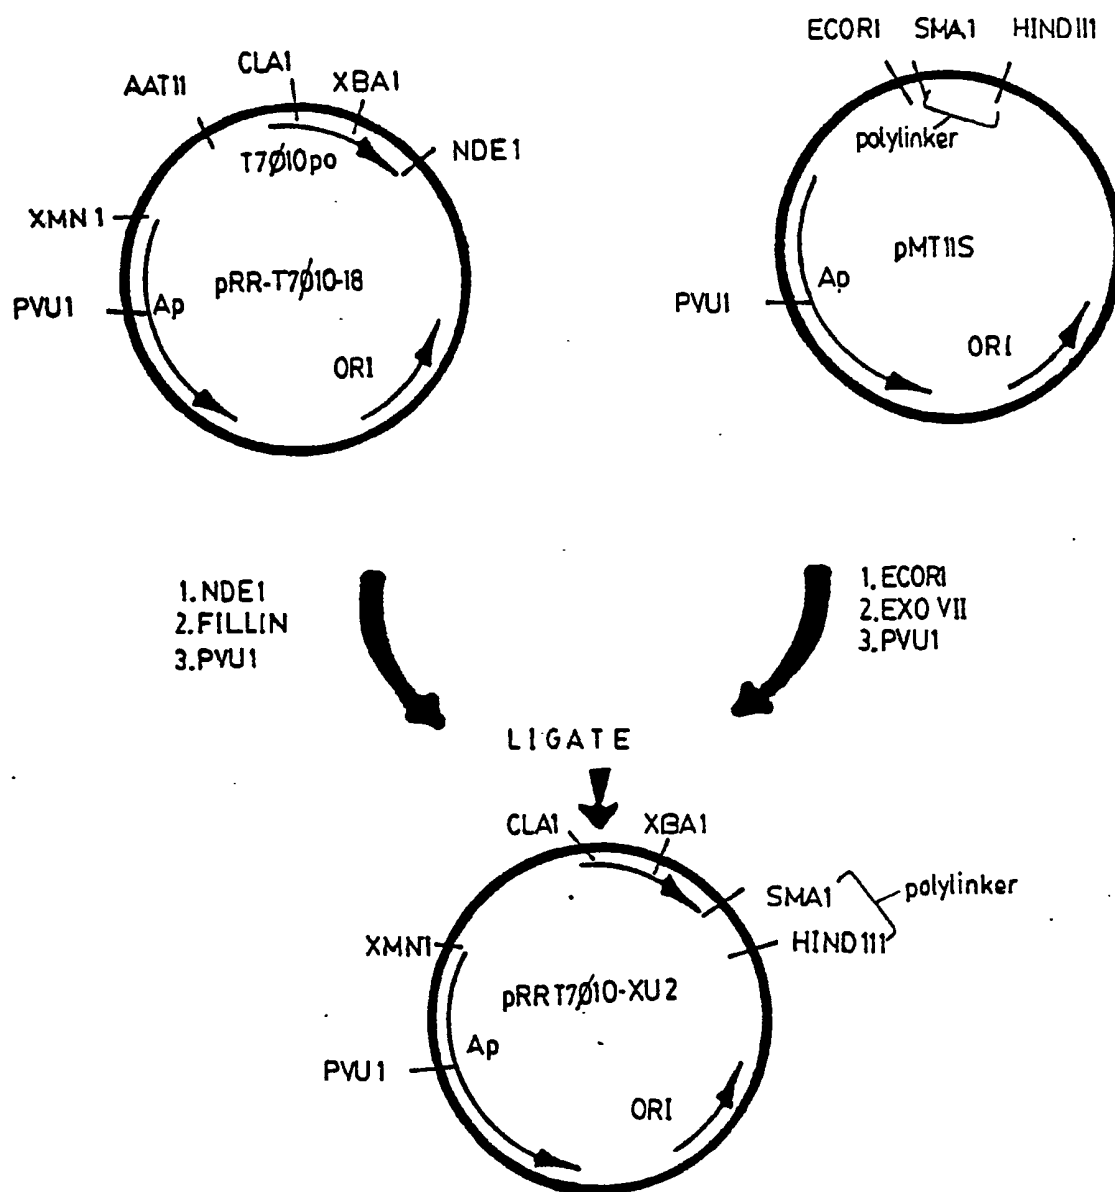 CLA1
AAT11
XBA1
T7ø10po
NDE1
XMN1
pRR-T7ø10-18
PVU1
Ap
ORI
ECOR1
SMA1
HIND111
polylinker
pMT11S
Ap
PVU1
ORI
1.NDE1
2.FILLIN
3.PVU1
1.ECOR1
2.EXO VII
3.PVU1
LIGATE
CLA1
XBA1
SMA1
polylinker
HIND111
XMN1
pRRT7ø10-XU2
Ap
PVU1
ORI